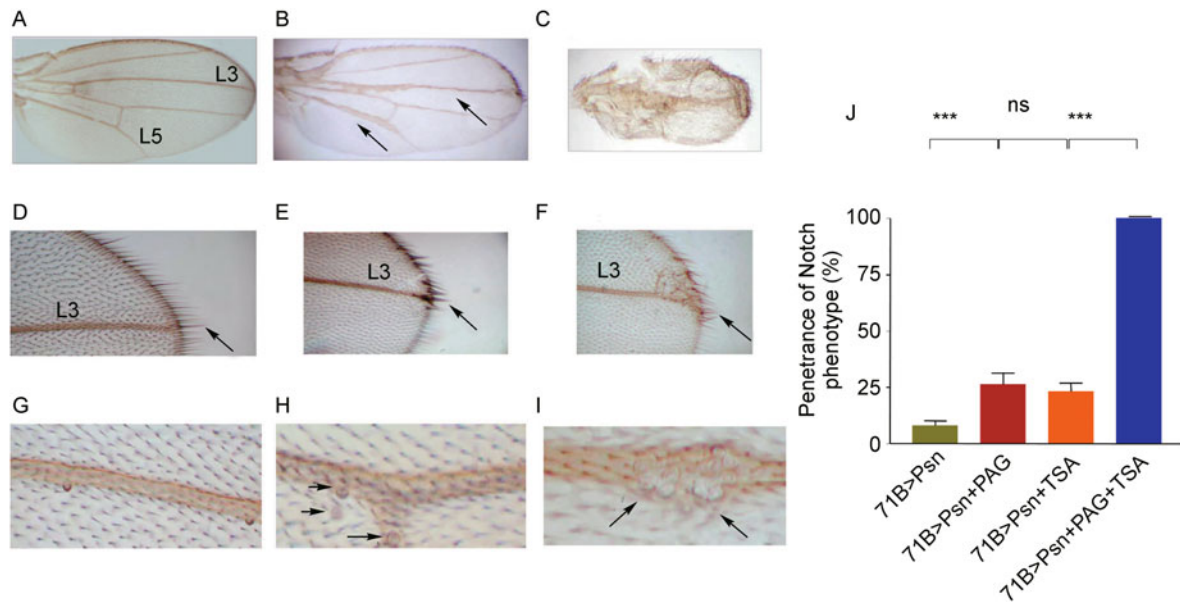 A
B
C
L3
L5
D
E
F
L3
L3
L3
G
H
I
J
*** ns ***
Penetrance of Notch
phenotype (%)
100
75
50
25
0
71B>Psn
71B>Psn+PAG
71B>Psn+TSA
71B>Psn+PAG+TSA